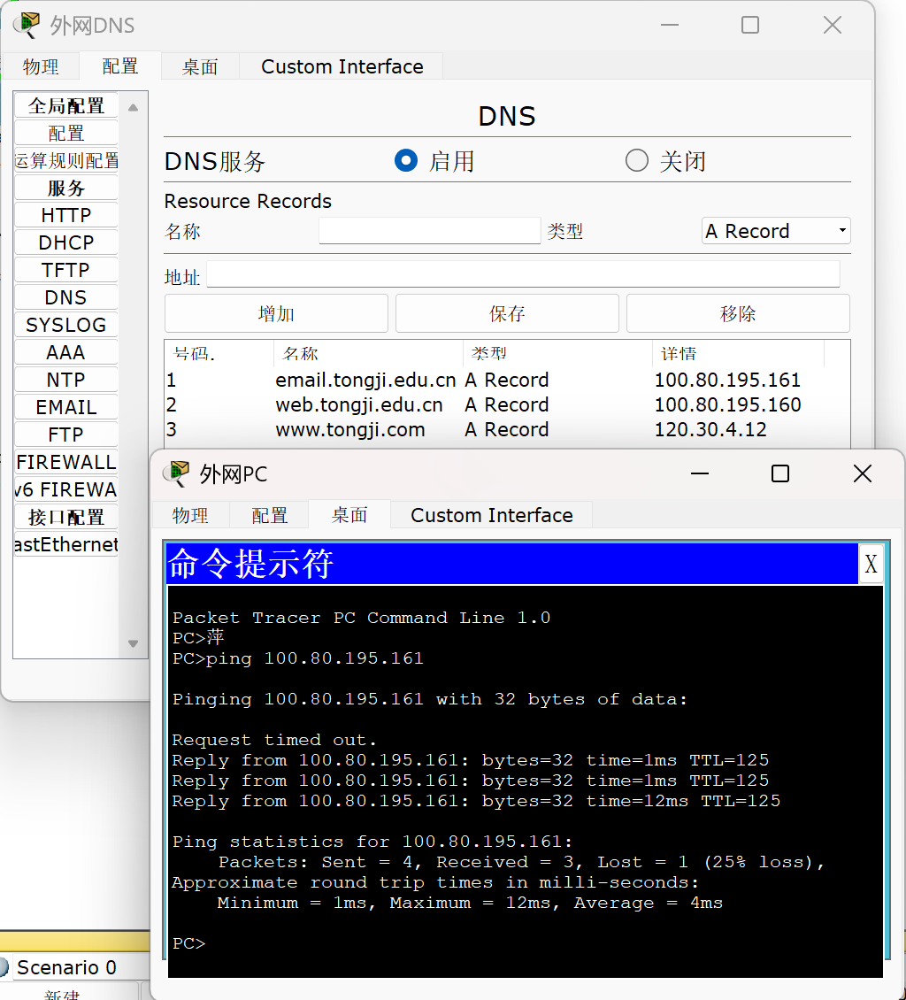 外网DNS
物理 配置 桌面 Custom Interface
全局配置
配置
运算规则配置
服务
HTTP
DHCP
TFTP
DNS
SYSLOG
AAA
NTP
EMAIL
FTP
FIREWALL
v6 FIREWA
接口配置
astEthernet
DNS
DNS服务 启用 关闭
Resource Records
名称 类型 A Record
地址
增加 保存 移除
号码. 名称 类型 详情
1 email.tongji.edu.cn A Record 100.80.195.161
2 web.tongji.edu.cn A Record 100.80.195.160
3 www.tongji.com A Record 120.30.4.12
外网PC
物理 配置 桌面 Custom Interface
命令提示符 X
Packet Tracer PC Command Line 1.0
PC>萍
PC>ping 100.80.195.161
Pinging 100.80.195.161 with 32 bytes of data:
Request timed out.
Reply from 100.80.195.161: bytes=32 time=1ms TTL=125
Reply from 100.80.195.161: bytes=32 time=1ms TTL=125
Reply from 100.80.195.161: bytes=32 time=12ms TTL=125
Ping statistics for 100.80.195.161:
Packets: Sent = 4, Received = 3, Lost = 1 (25% loss),
Approximate round trip times in milli-seconds:
Minimum = 1ms, Maximum = 12ms, Average = 4ms
PC>
Scenario 0
新建